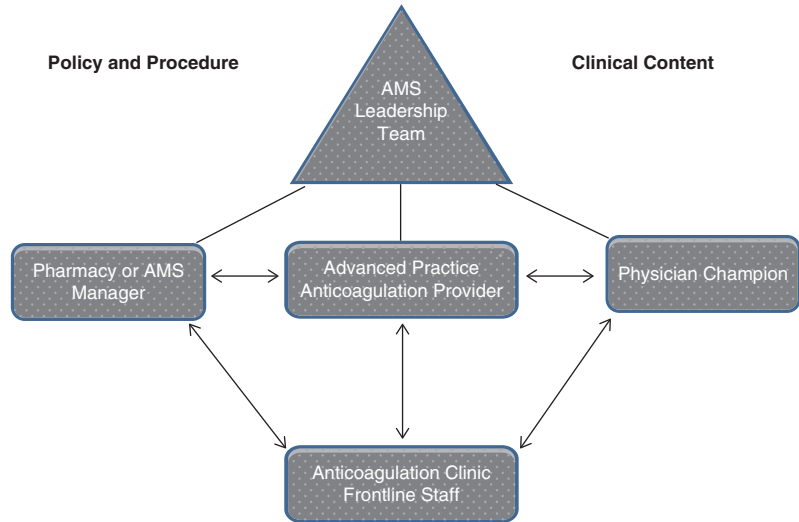 Policy and Procedure
Clinical Content
AMS
Leadership
Team
Pharmacy or AMS
Manager
Advanced Practice
Anticoagulation Provider
Physician Champion
Anticoagulation Clinic
Frontline Staff